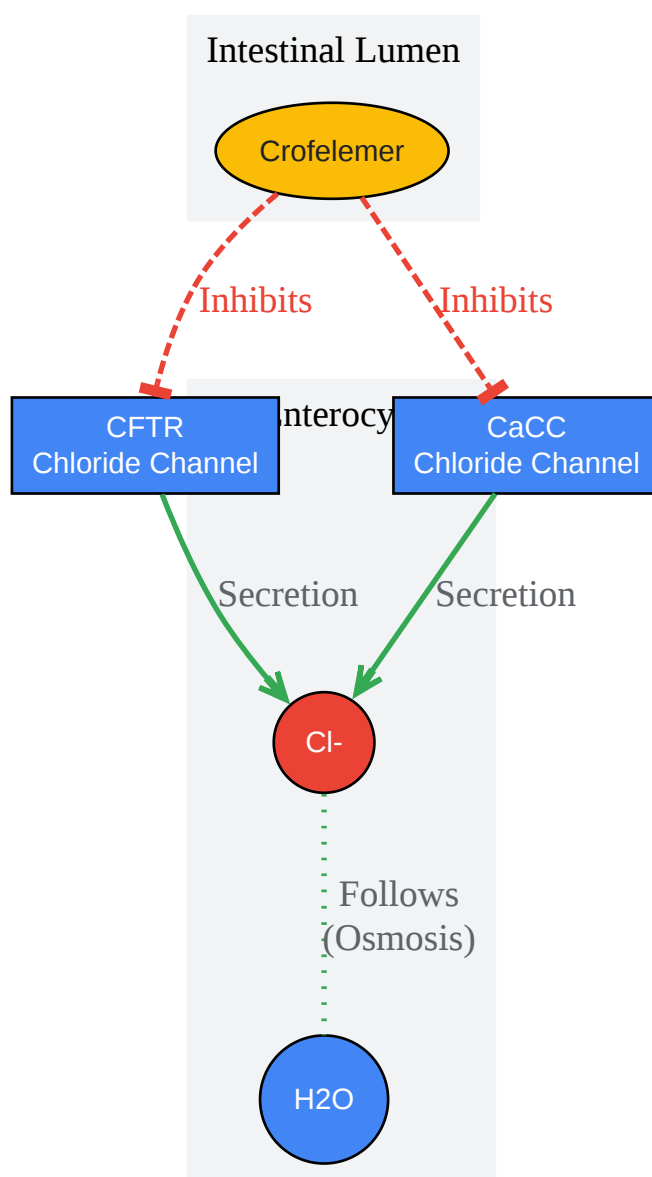 Intestinal Lumen
Crofelemer
Inhibits
Inhibits
CFTR
Chloride Channel
CaCC
Chloride Channel
Secretion
Secretion
Cl-
Follows
(Osmosis)
H2O